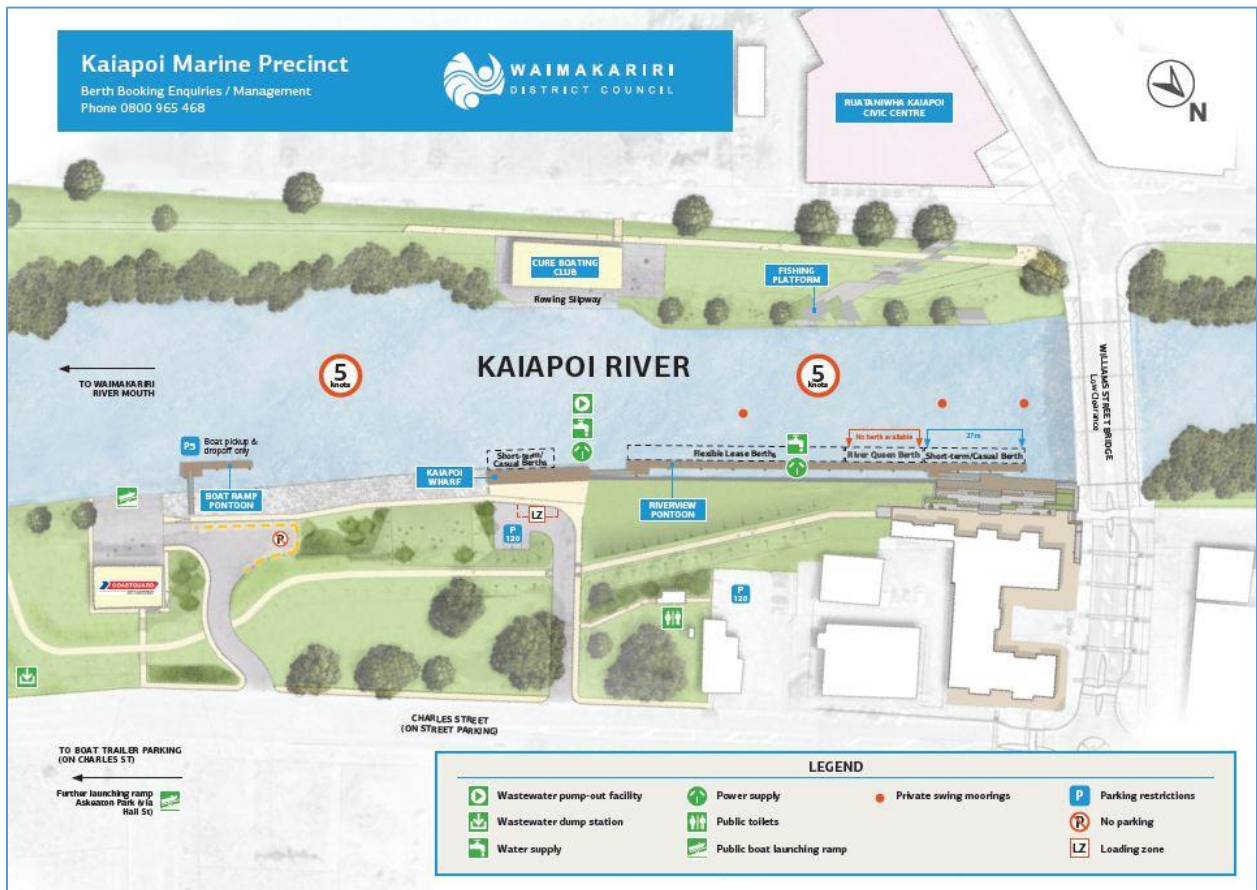 Kaiapoi Marine Precinct
Berth Booking Enquiries / Management
Phone 0800 965 468
WAIMAKARIRI
DISTRICT COUNCIL
RUATANIWHA KAIAPOI
CIVIC CENTRE
N
CURE BOATING
CLUB
Rowing Slipway
FISHING
PLATFORM
TO WAIMAKARIRI
RIVER MOUTH
5
knots
KAIAPOI RIVER
5
knots
WILLIAMS STREET BRIDGE
Low Clearance
P5
Boat pickup &
dropoff only
BOAT RAMP
PONTOON
Short-term/
Casual Berths
KAIAPOI
WHARF
Flexible Lease Berths
No berth available
River Queen Berth
27m
Short-term/Casual Berth
RIVERVIEW
PONTOON
LZ
P
120
P
120
COASTGUARD
CHARLES STREET
(ON STREET PARKING)
TO BOAT TRAILER PARKING
(ON CHARLES ST)
Further launching ramp
Askeaton Park (via
Hall St)
LEGEND
Wastewater pump-out facility
Power supply
Private swing moorings
P
Parking restrictions
Wastewater dump station
Public toilets
P
No parking
Water supply
Public boat launching ramp
LZ
Loading zone